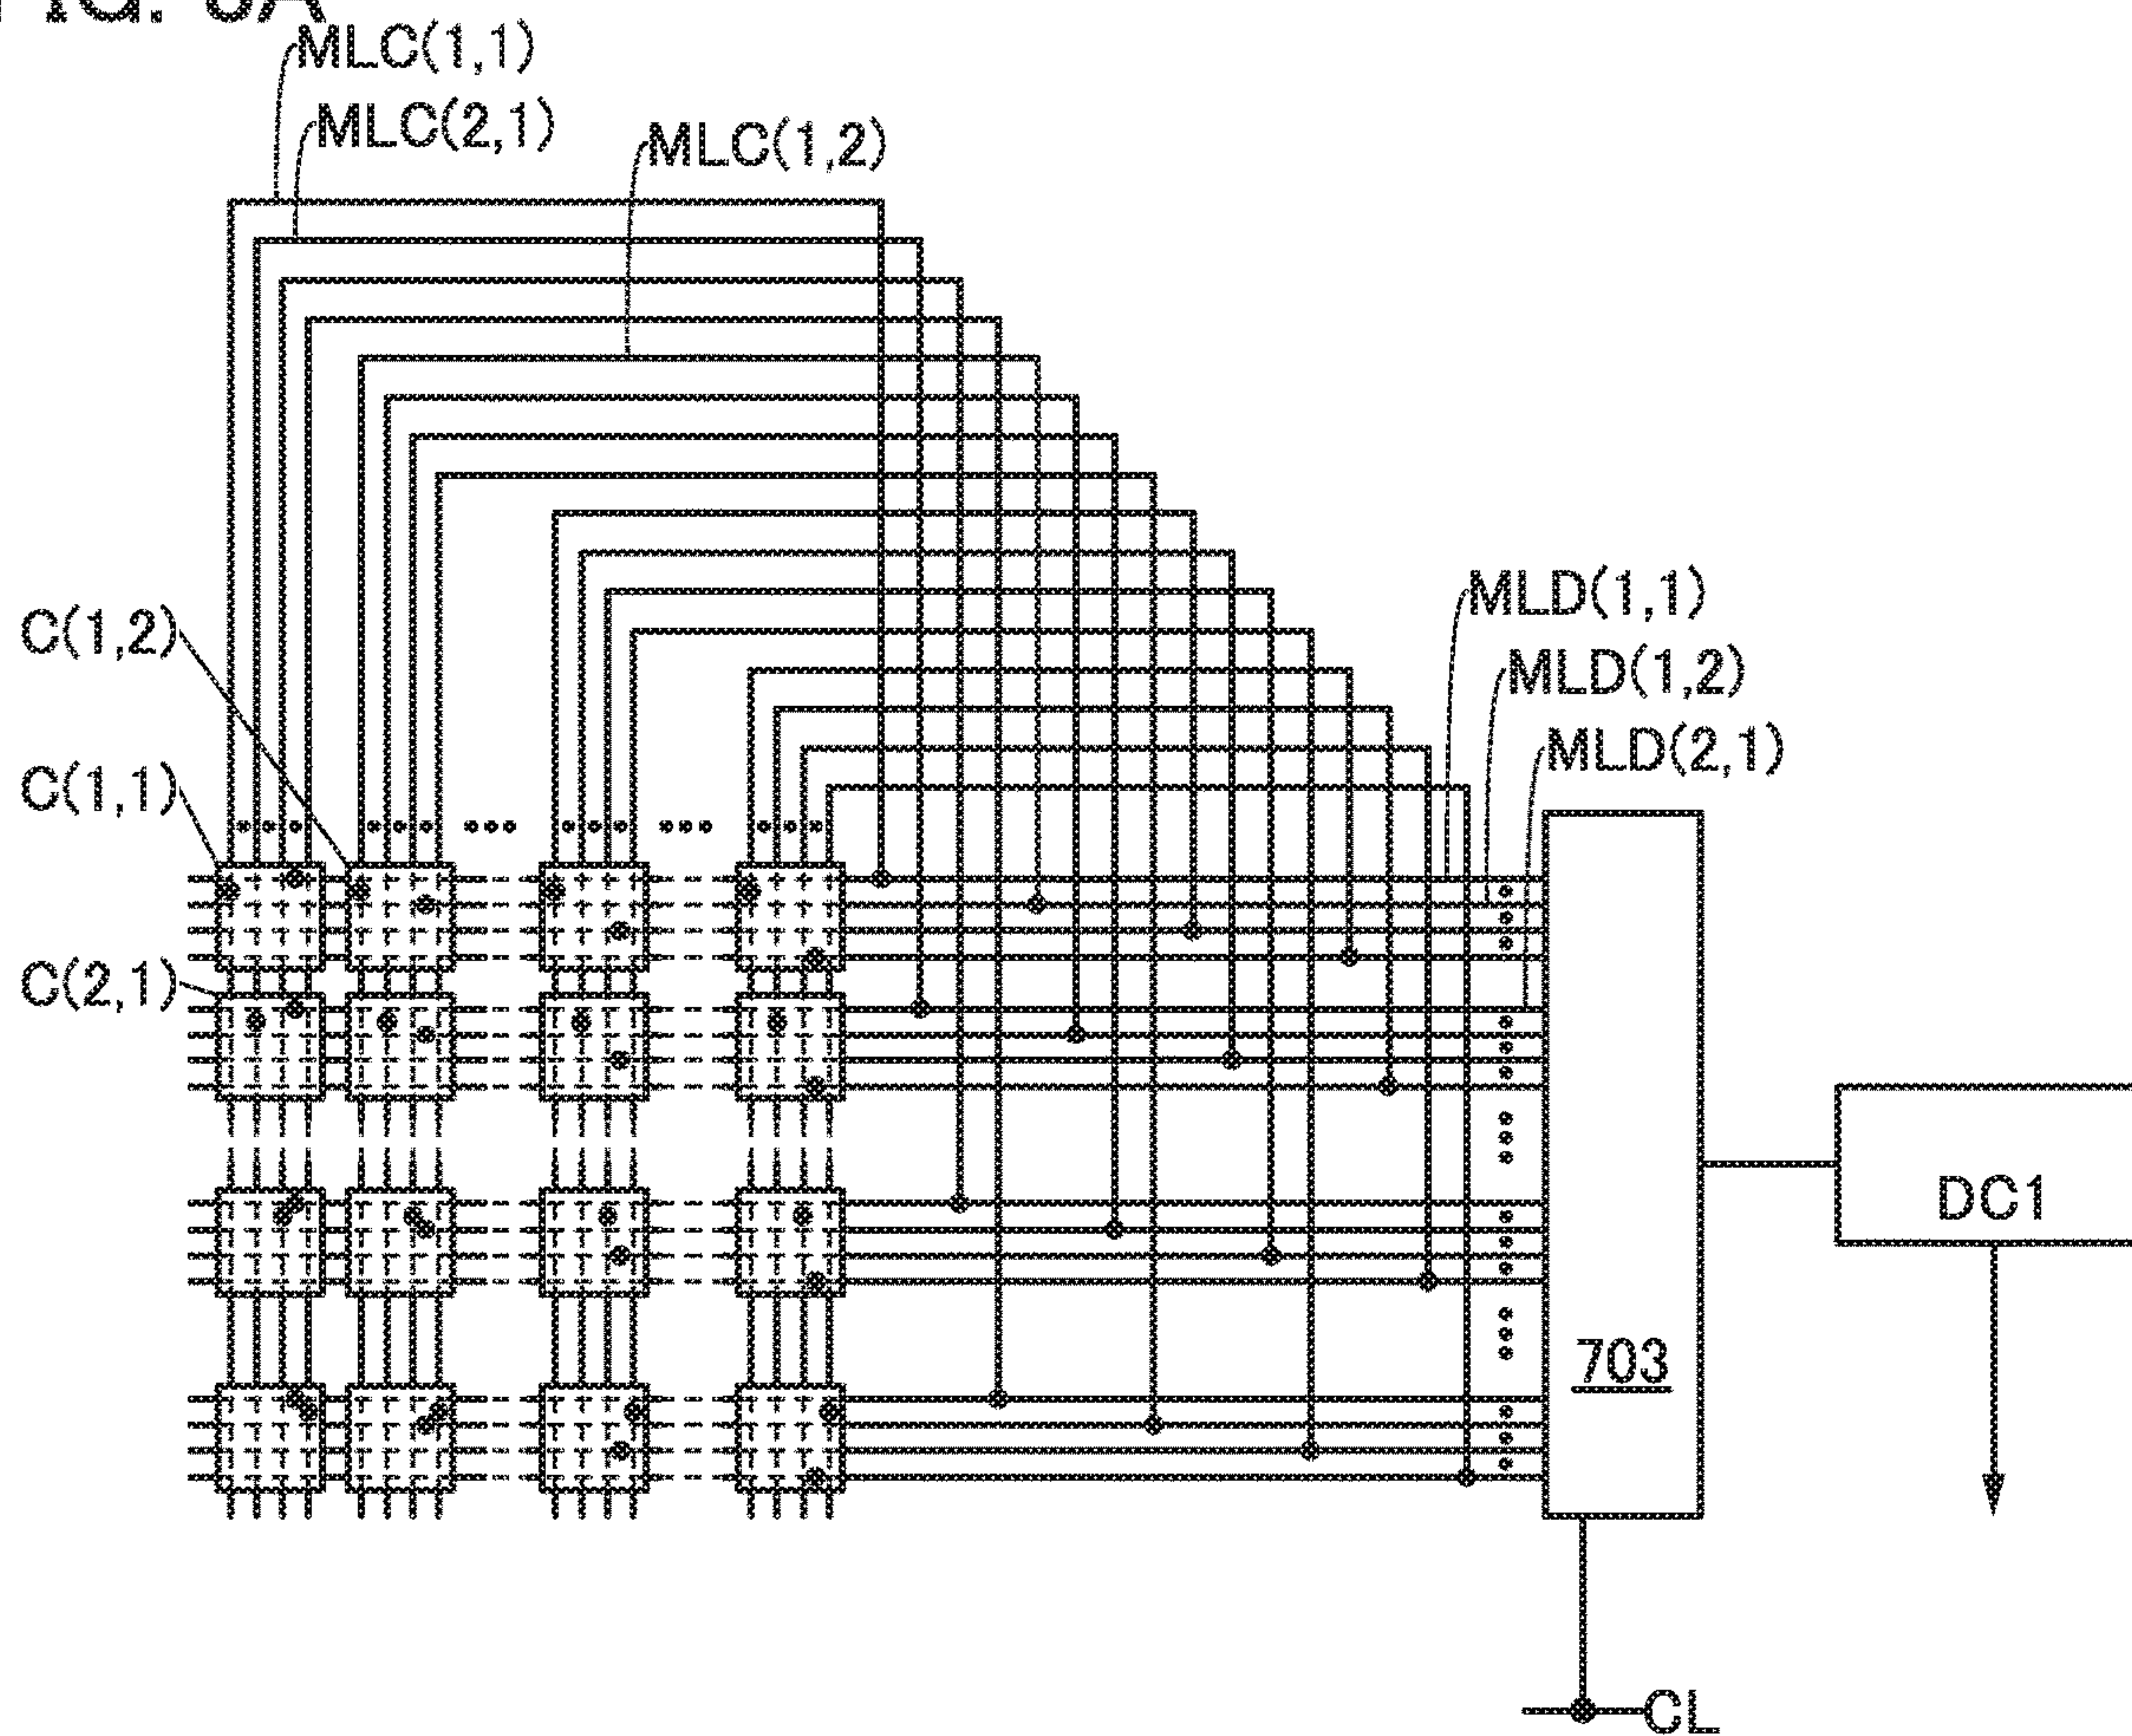 MLC(1,1)
MLC(2,1)
MLC(1,2)
C(1,2)
MLD(1,1)
MLD(1,2)
C(1,1)
MLD(2,1)
C(2,1)
DC1
703
CL